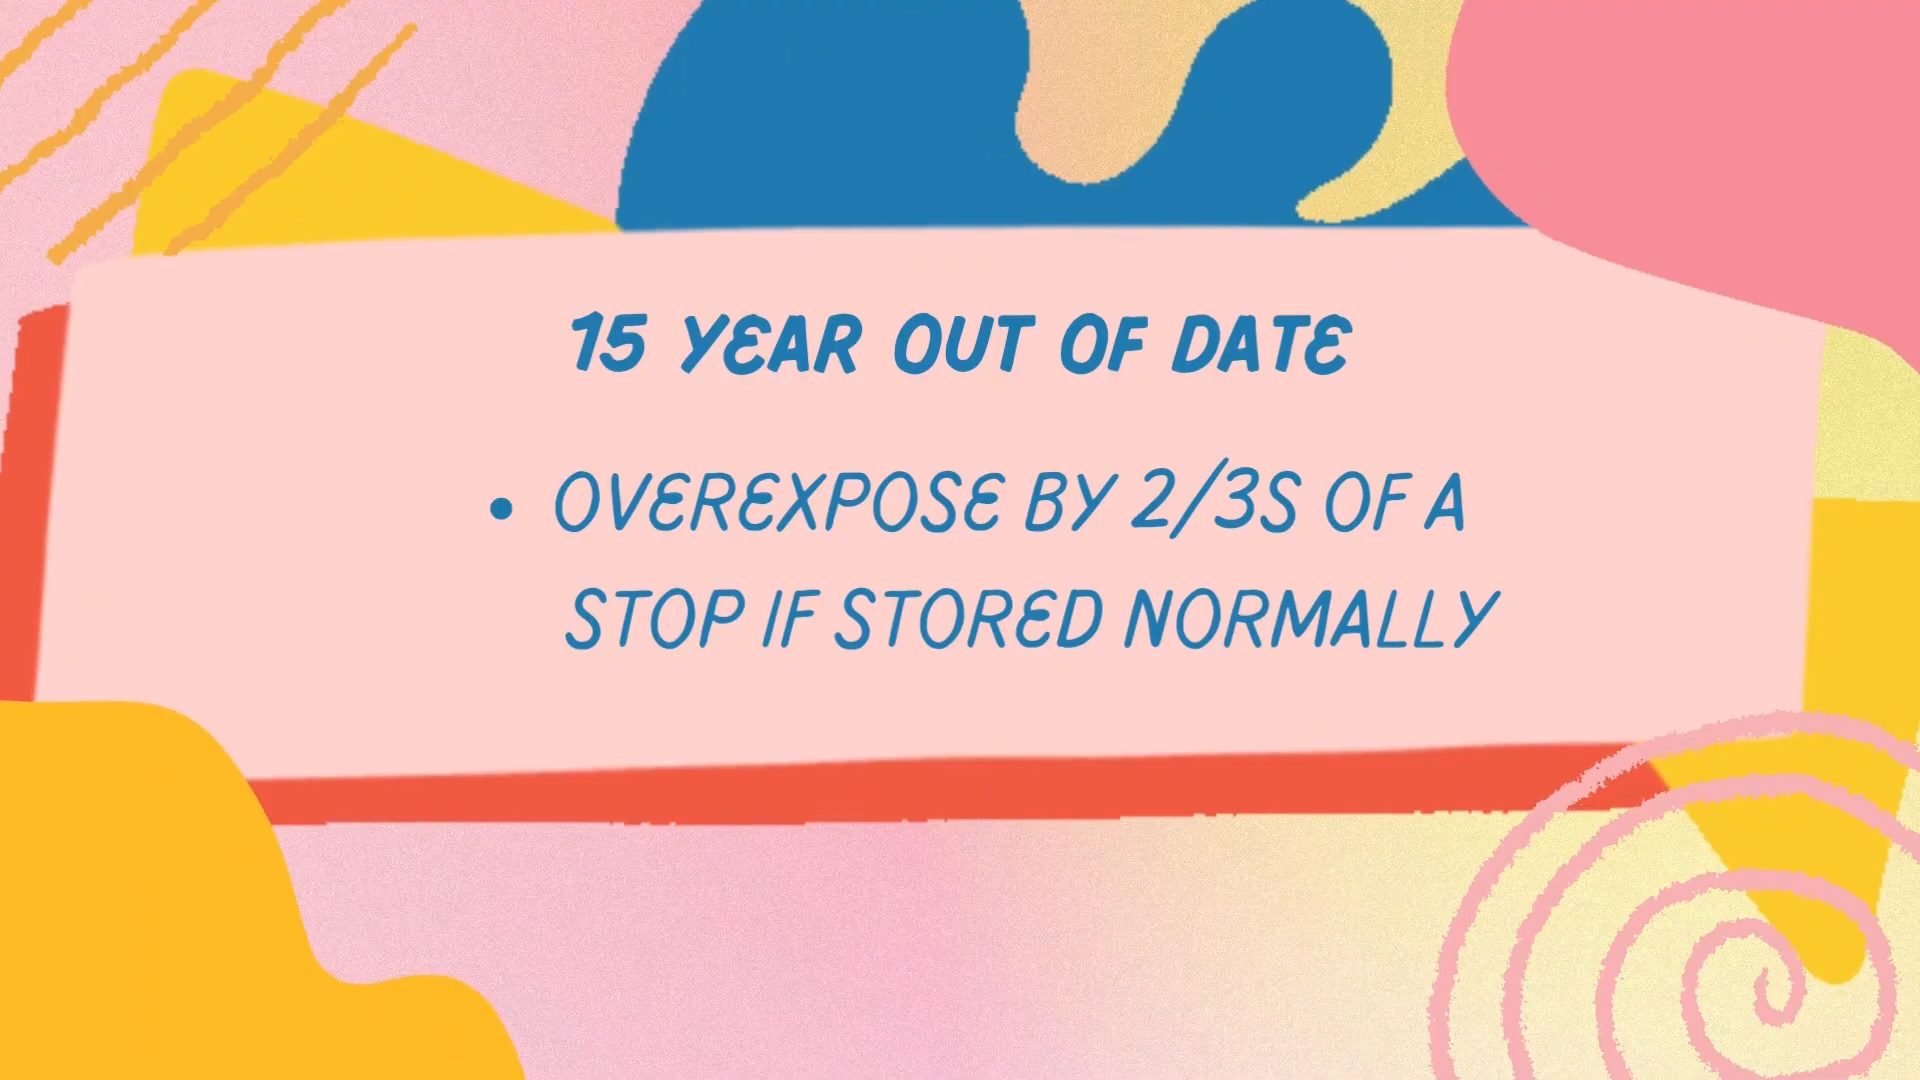 15 YEAR OUT OF DATE
• OVEREXPOSE BY 2/3S OF A
STOP IF STORED NORMALLY